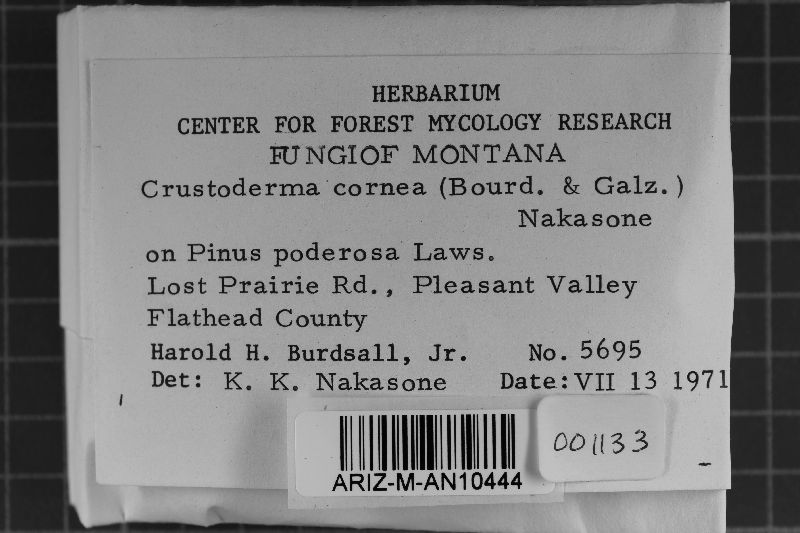 HERBARIUM
CENTER FOR FOREST MYCOLOGY RESEARCH
FUNGIOF MONTANA
Crustoderma cornea (Bourd. & Galz.)
Nakasone
on Pinus poderosa Laws.
Lost Prairie Rd., Pleasant Valley
Flathead County
Harold H. Burdsall, Jr. No. 5695
Det: K. K. Nakasone Date: VII 13 1971
ARIZ-M-AN10444
001133